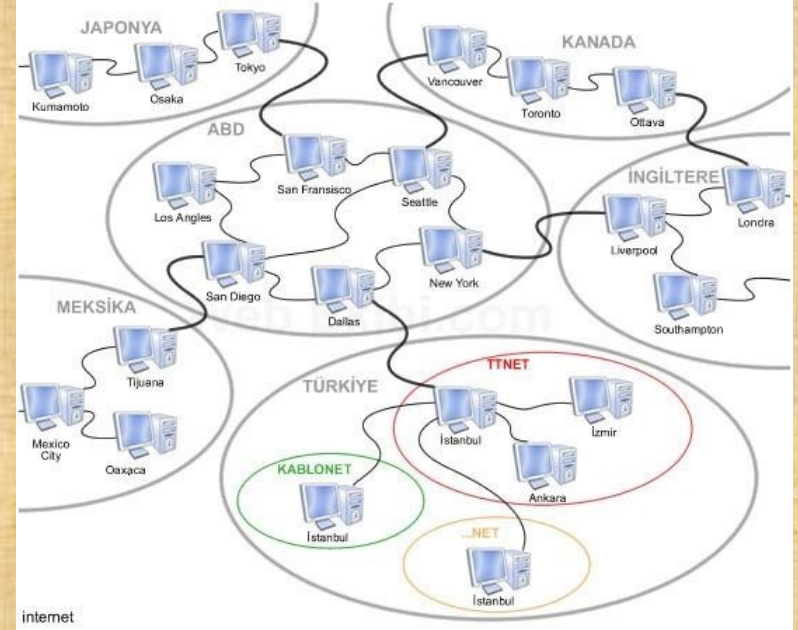 JAPONYA
Tokyo
Osaka
Kumamoto
KANADA
Vancouver
Toronto
Ottava
ABD
San Fransisco
Los Angles
Seattle
San Diego
Dallas
New York
İNGİLTERE
Londra
Liverpool
Southampton
MEKSİKA
Tijuana
Mexico
City
Oaxaca
TÜRKİYE
TTNET
İstanbul
İzmir
Ankara
KABLONET
İstanbul
...NET
İstanbul
internet